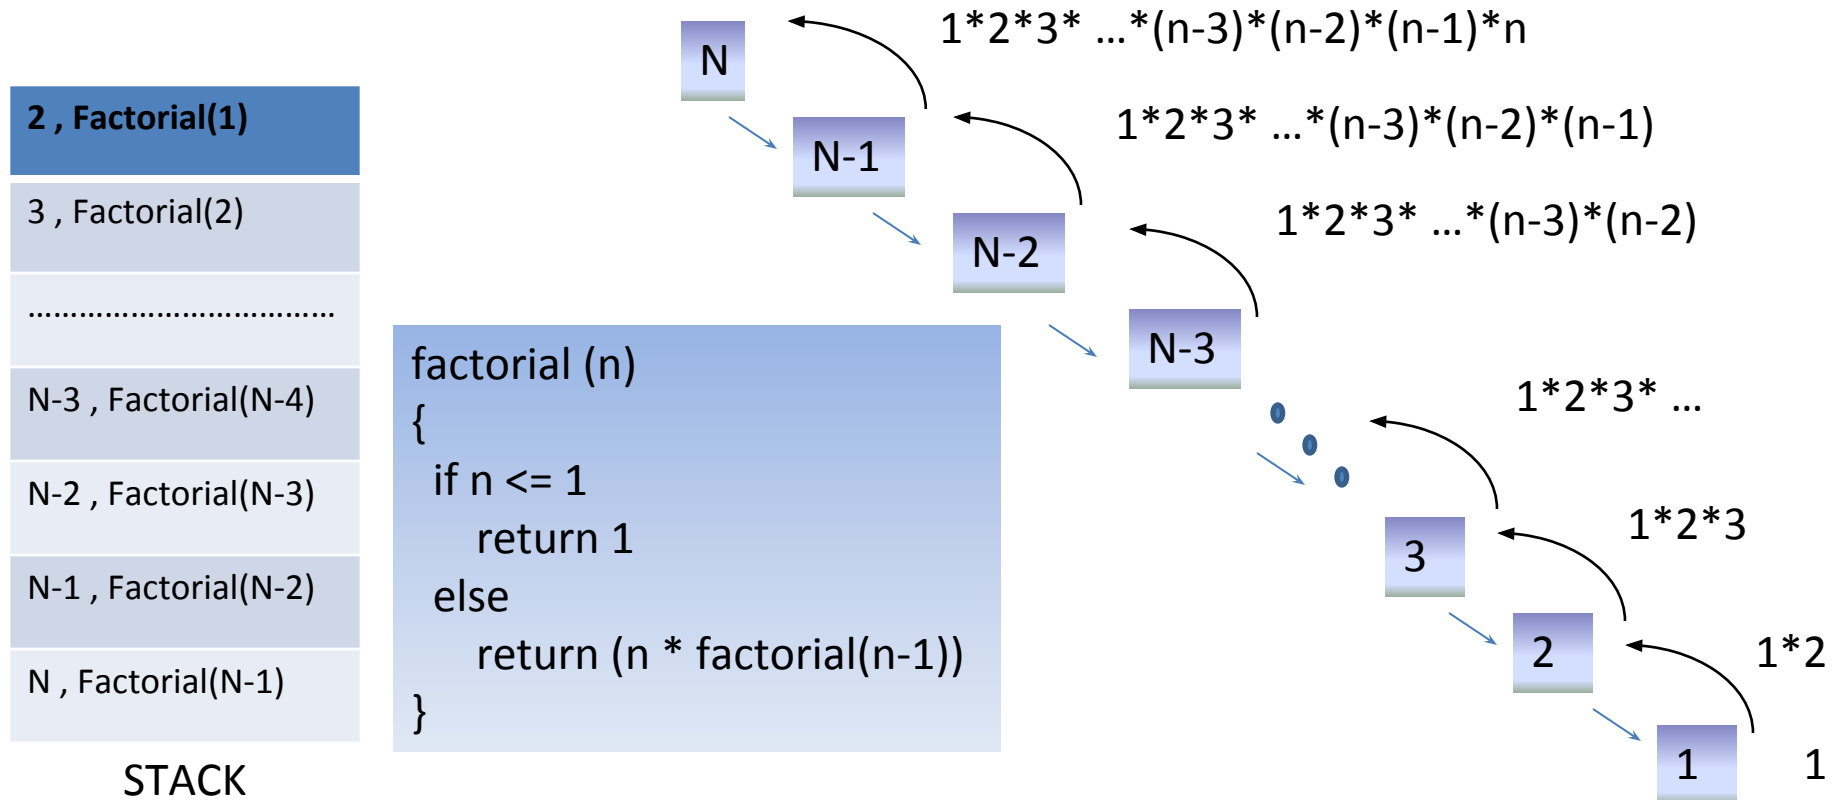 2 , Factorial(1)
3 , Factorial(2)
....................................
N-3 , Factorial(N-4)
N-2 , Factorial(N-3)
N-1 , Factorial(N-2)
N , Factorial(N-1)
STACK
factorial (n)
{
if n <= 1
return 1
else
return (n * factorial(n-1))
}
N
1*2*3* ...*(n-3)*(n-2)*(n-1)*n
N-1
1*2*3* ...*(n-3)*(n-2)*(n-1)
N-2
1*2*3* ...*(n-3)*(n-2)
N-3
1*2*3* ...
3
1*2*3
2
1*2
1
1